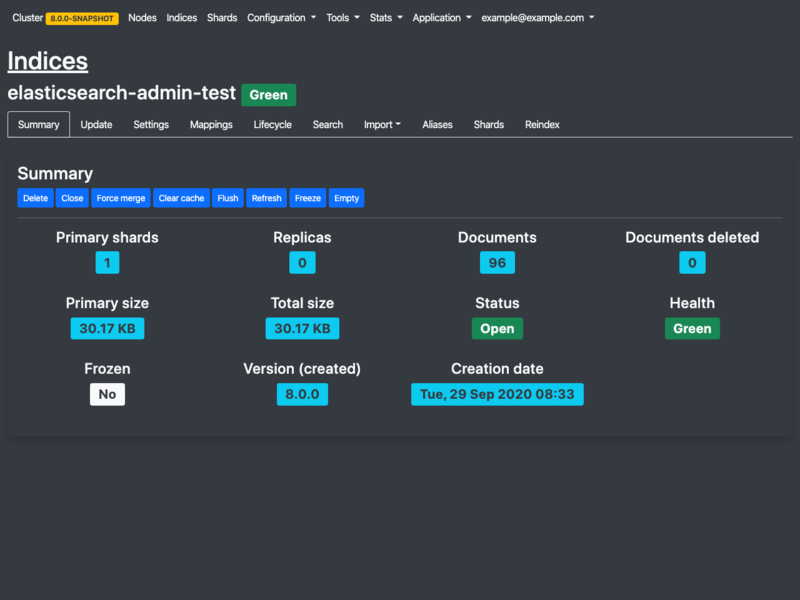 Cluster 8.0.0-SNAPSHOT Nodes Indices Shards Configuration Tools Stats Application example@example.com
Indices
elasticsearch-admin-test Green
Summary Update Settings Mappings Lifecycle Search Import Aliases Shards Reindex
Summary
Delete Close Force merge Clear cache Flush Refresh Freeze Empty
Primary shards Replicas Documents Documents deleted
1 0 96 0
Primary size Total size Status Health
30.17 KB 30.17 KB Open Green
Frozen Version (created) Creation date
No 8.0.0 Tue, 29 Sep 2020 08:33